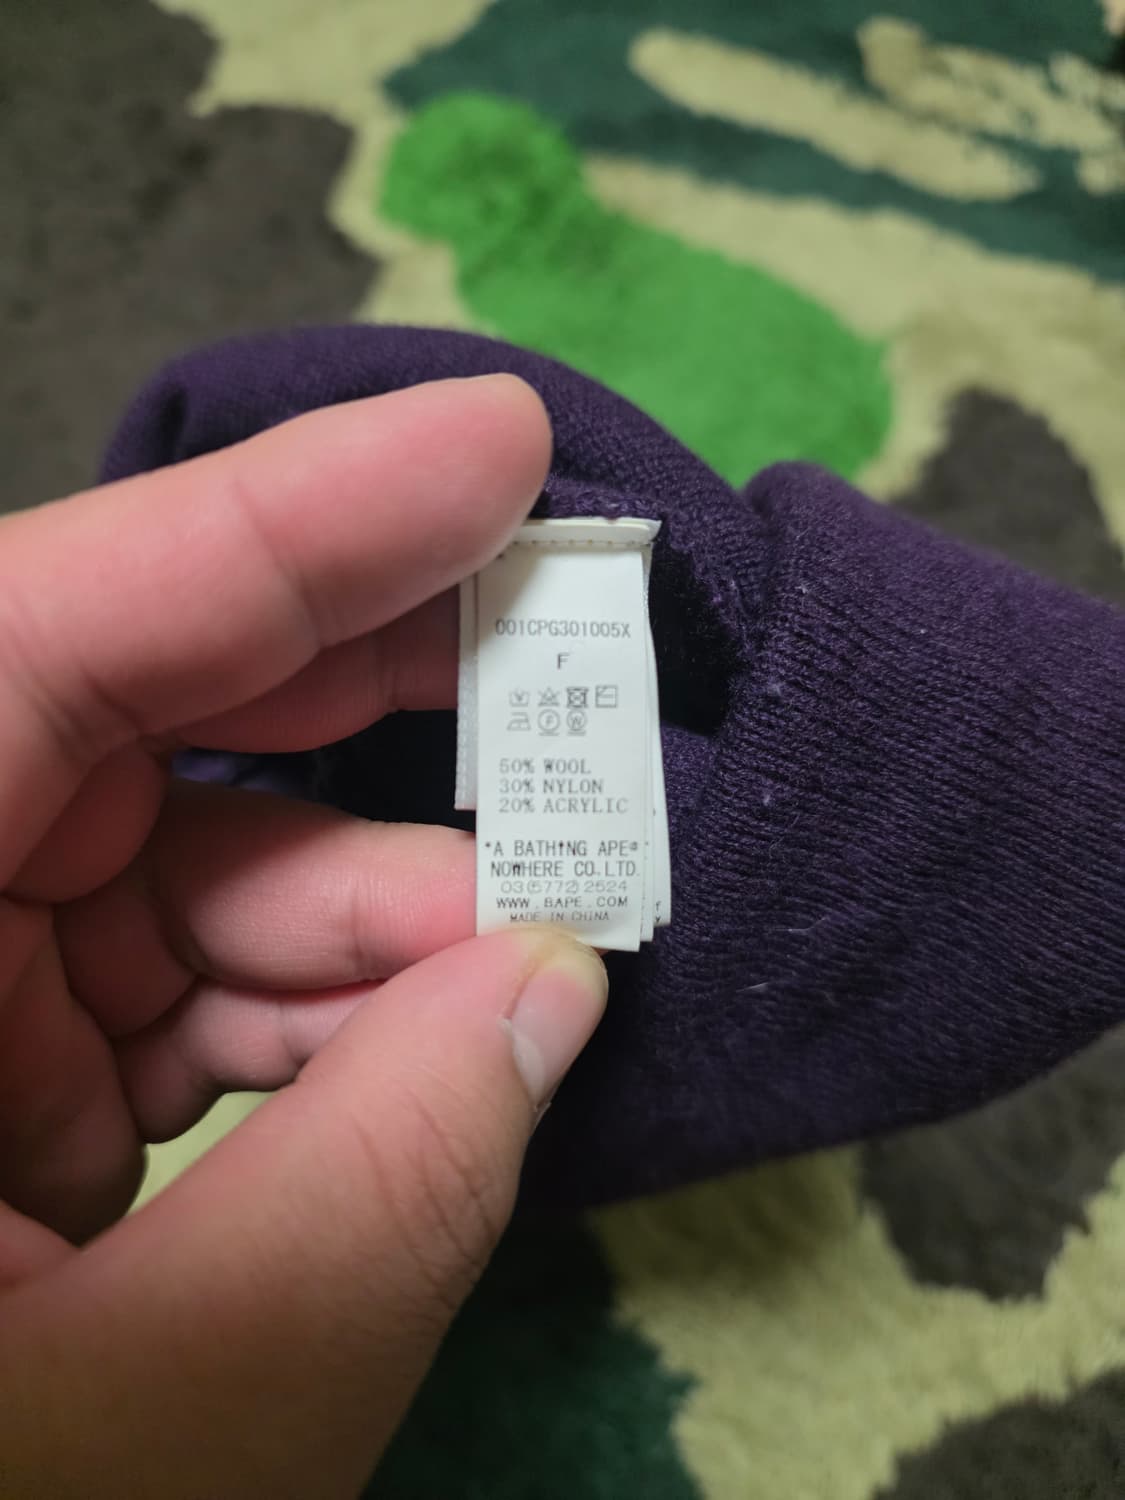 001CPG301005X
F
50% WOOL
30% NYLON
20% ACRYLIC
"A BATHING APE®"
NOWHERE CO.LTD.
03(5772)2524
WWW.BAPE.COM
MADE IN CHINA